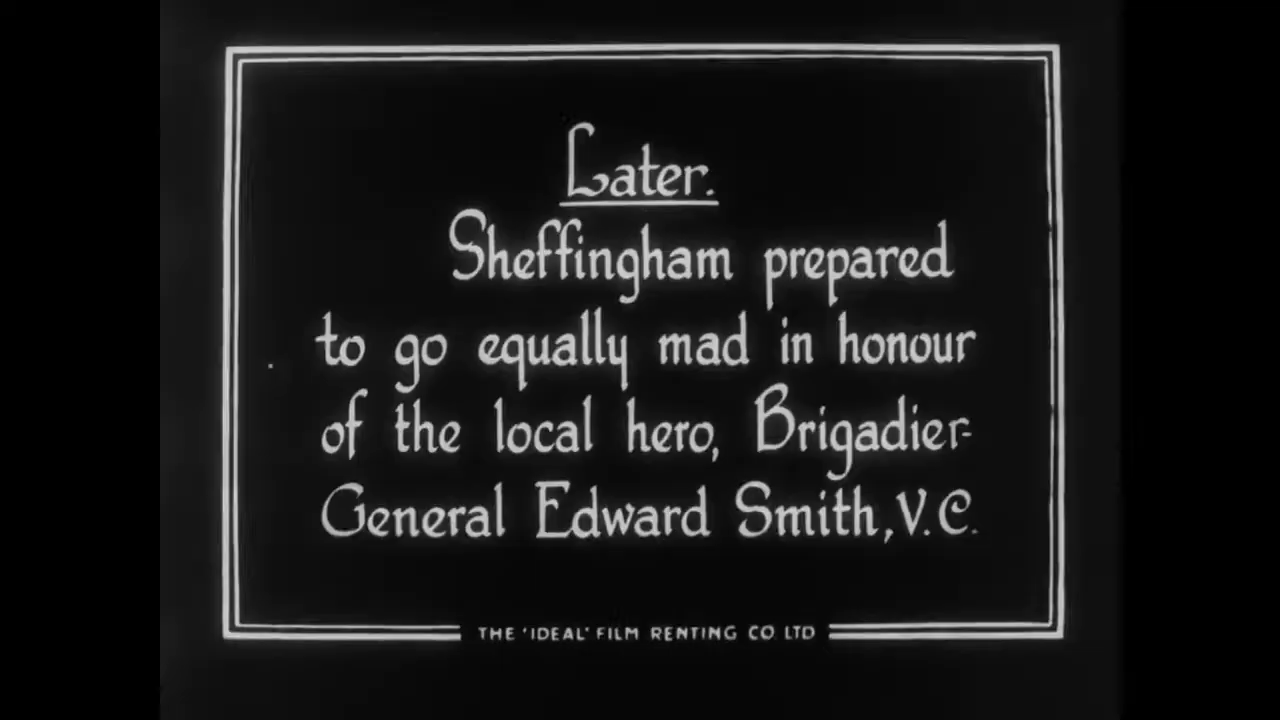 Later.
Sheffingham prepared
to go equally mad in honour
of the local hero, Brigadier-
General Edward Smith, V.C.
THE 'IDEAL' FILM RENTING CO LTD